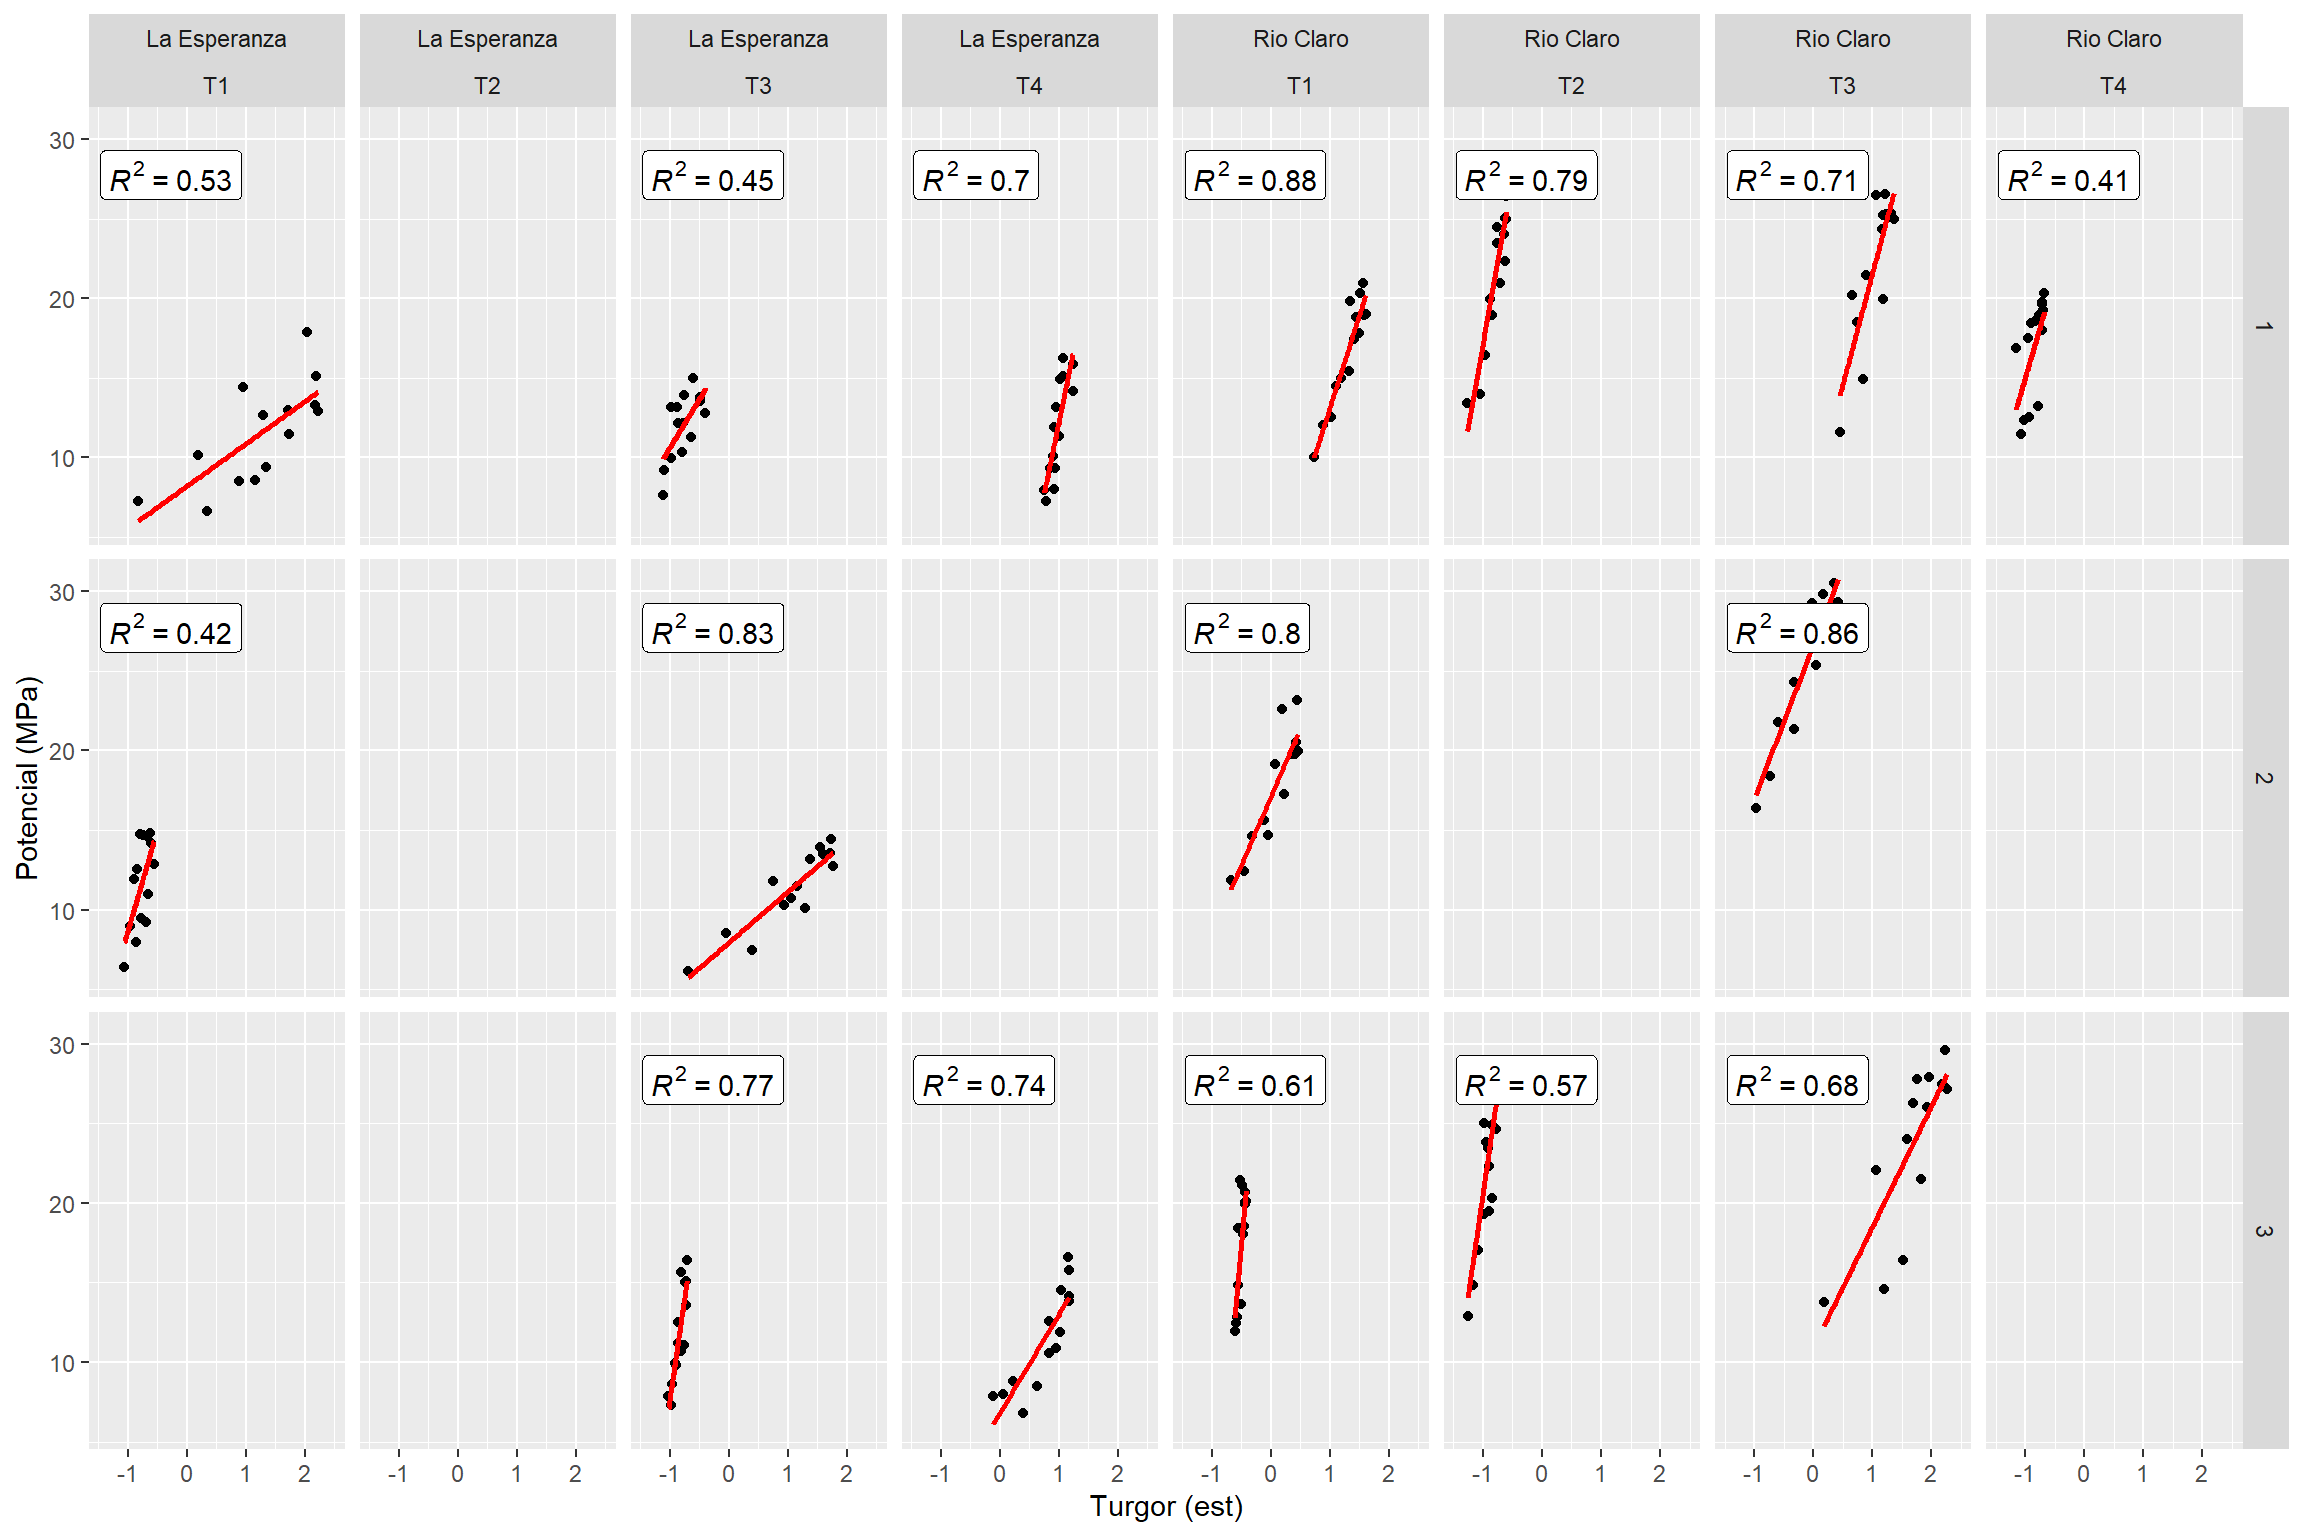 La Esperanza La Esperanza La Esperanza La Esperanza Rio Claro Rio Claro Rio Claro Rio Claro
T1 T2 T3 T4 T1 T2 T3 T4
30
R² = 0.53 R² = 0.45 R² = 0.7 R² = 0.88 R² = 0.79 R² = 0.71 R² = 0.41
20
1
10
30
R² = 0.42 R² = 0.83 R² = 0.8 R² = 0.86
20
2
10
Potencial (MPa)
30
R² = 0.77 R² = 0.74 R² = 0.61 R² = 0.57 R² = 0.68
20
3
10
-1 0 1 2 -1 0 1 2 -1 0 1 2 -1 0 1 2 -1 0 1 2 -1 0 1 2 -1 0 1 2 -1 0 1 2
Turgor (est)